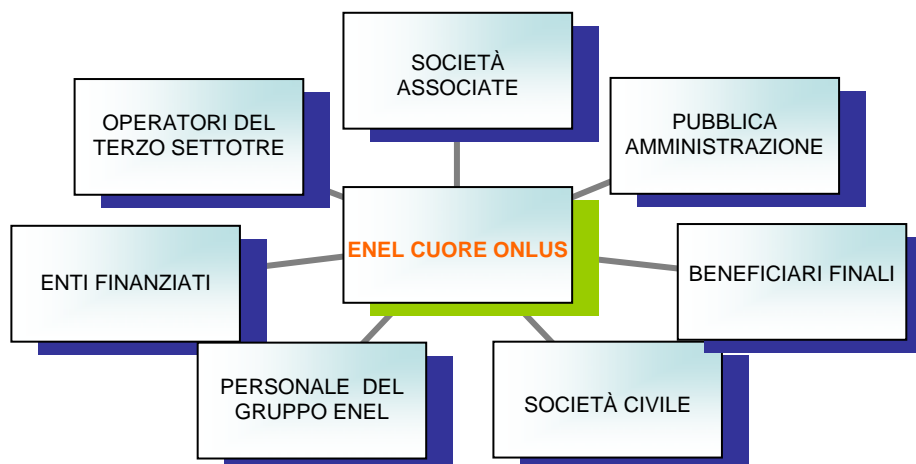 SOCIETÀ
ASSOCIATE
OPERATORI DEL
TERZO SETTOTRE
PUBBLICA
AMMINISTRAZIONE
ENEL CUORE ONLUS
ENTI FINANZIATI
BENEFICIARI FINALI
PERSONALE DEL
GRUPPO ENEL
SOCIETÀ CIVILE